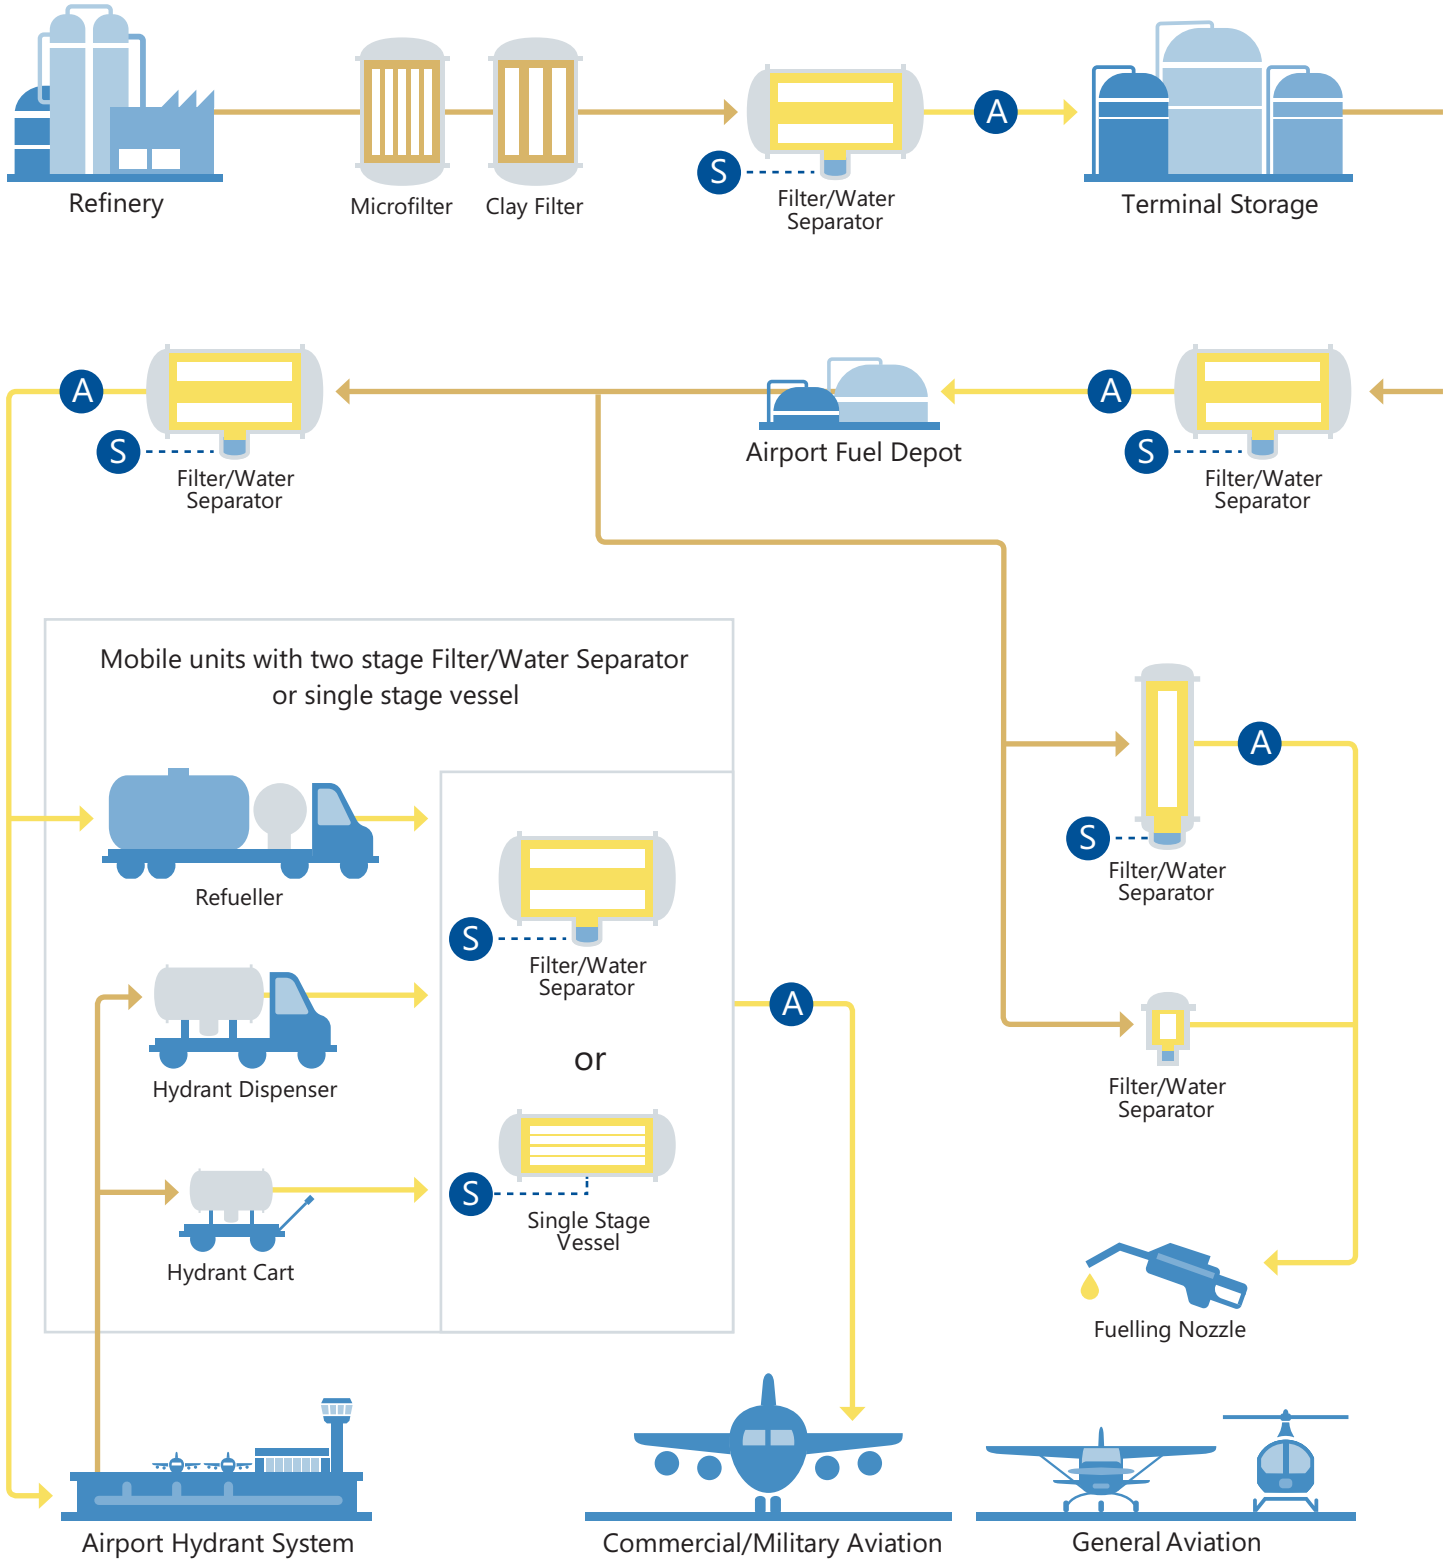 A
S
Refinery
Microfilter
Clay Filter
Filter/Water
Separator
Terminal Storage
A
S
Filter/Water
Separator
Airport Fuel Depot
A
S
Filter/Water
Separator
Mobile units with two stage Filter/Water Separator
or single stage vessel
Refueller
Hydrant Dispenser
Hydrant Cart
S
Filter/Water
Separator
or
S
Single Stage
Vessel
A
A
S
Filter/Water
Separator
Filter/Water
Separator
Fuelling Nozzle
Airport Hydrant System
Commercial/Military Aviation
General Aviation